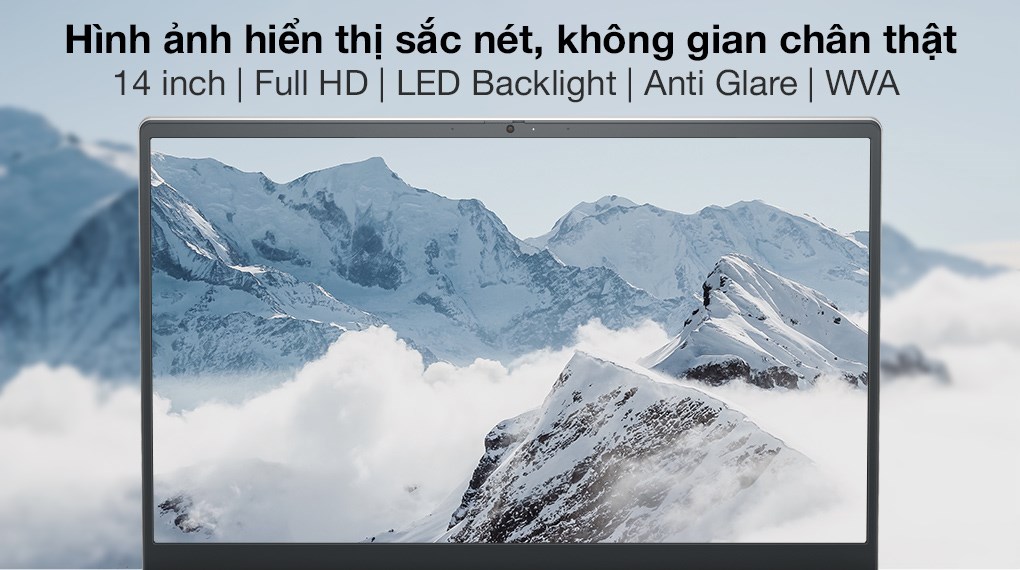 Hình ảnh hiển thị sắc nét, không gian chân thật
14 inch | Full HD | LED Backlight | Anti Glare | WVA